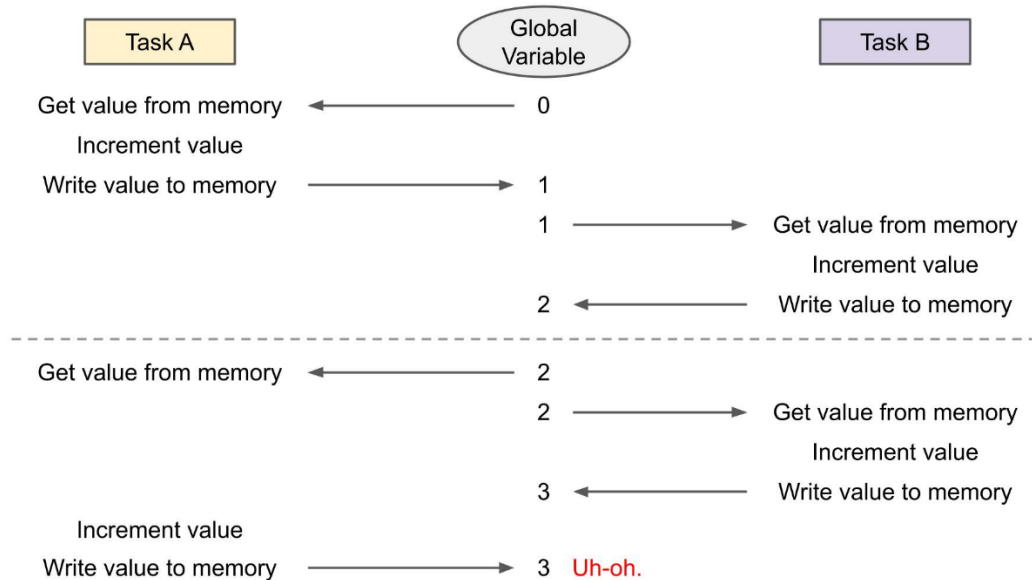 Task A
Global
Variable
Task B
Get value from memory
0
Increment value
Write value to memory
1
1
Get value from memory
Increment value
2
Write value to memory
Get value from memory
2
2
Get value from memory
Increment value
3
Write value to memory
Increment value
Write value to memory
3
Uh-oh.